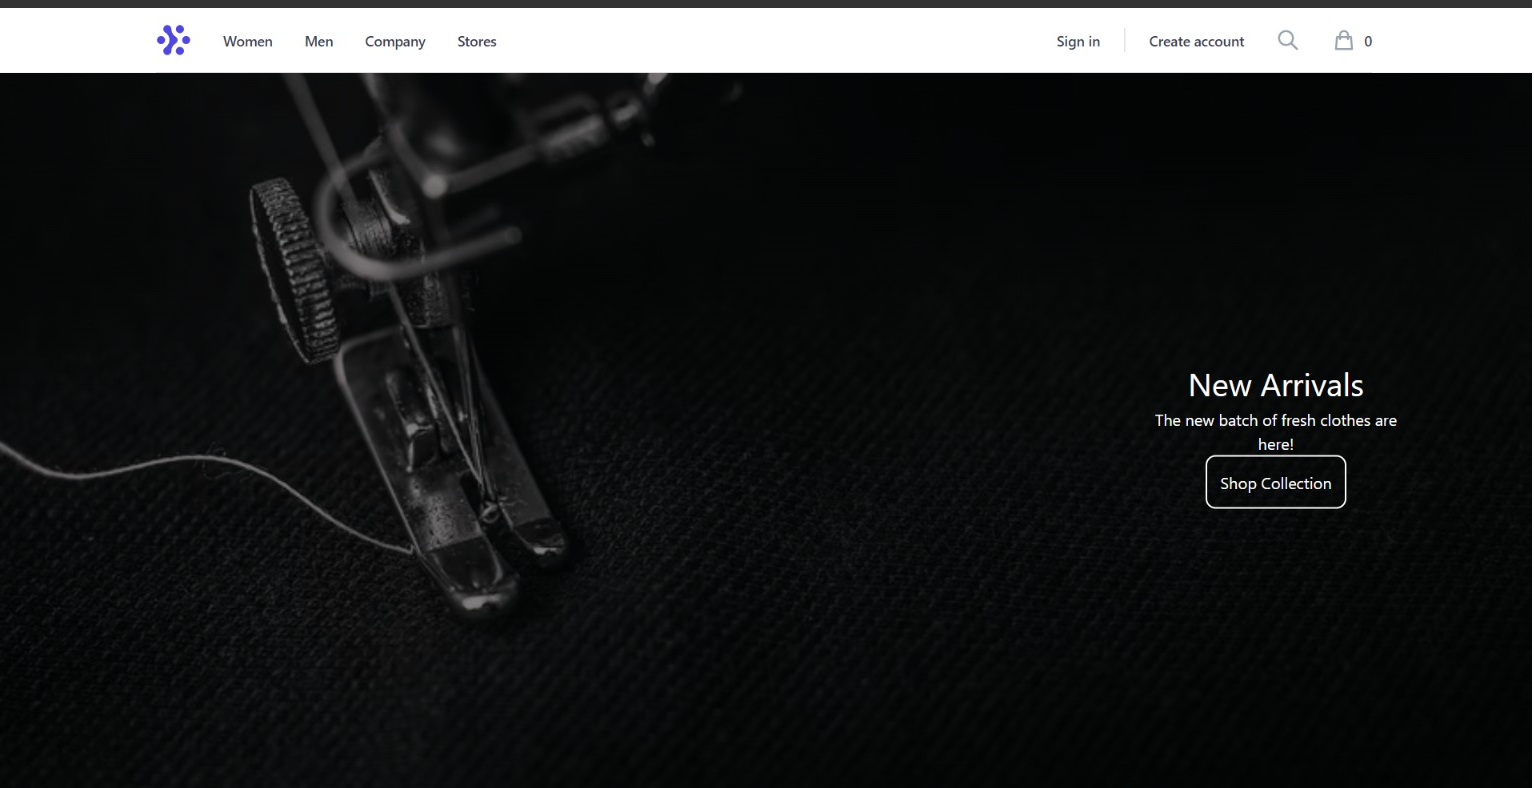 Women Men Company Stores Sign in Create account 0
New Arrivals
The new batch of fresh clothes are
here!
Shop Collection